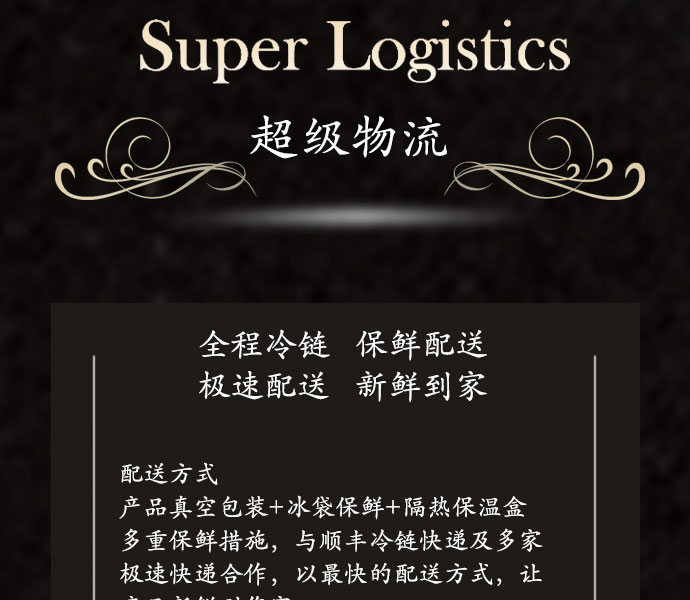 Super Logistics
超级物流
全程冷链 保鲜配送
极速配送 新鲜到家
配送方式
产品真空包装+冰袋保鲜+隔热保温盒
多重保鲜措施，与顺丰冷链快递及多家
极速快递合作，以最快的配送方式，让